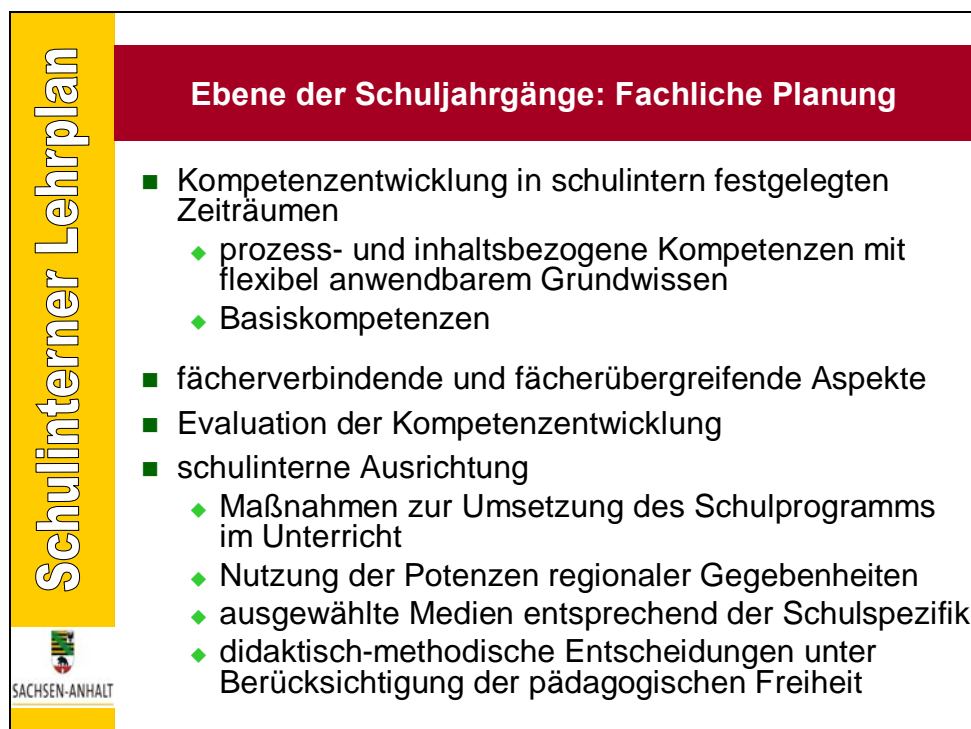 Schulinterner Lehrplan
Ebene der Schuljahrgänge: Fachliche Planung
Kompetenzentwicklung in schulintern festgelegten
Zeiträumen
prozess- und inhaltsbezogene Kompetenzen mit
flexibel anwendbarem Grundwissen
Basiskompetenzen
fächerverbindende und fächerübergreifende Aspekte
Evaluation der Kompetenzentwicklung
schulinterne Ausrichtung
Maßnahmen zur Umsetzung des Schulprogramms
im Unterricht
Nutzung der Potenzen regionaler Gegebenheiten
ausgewählte Medien entsprechend der Schulspezifik
didaktisch-methodische Entscheidungen unter
Berücksichtigung der pädagogischen Freiheit
SACHSEN-ANHALT